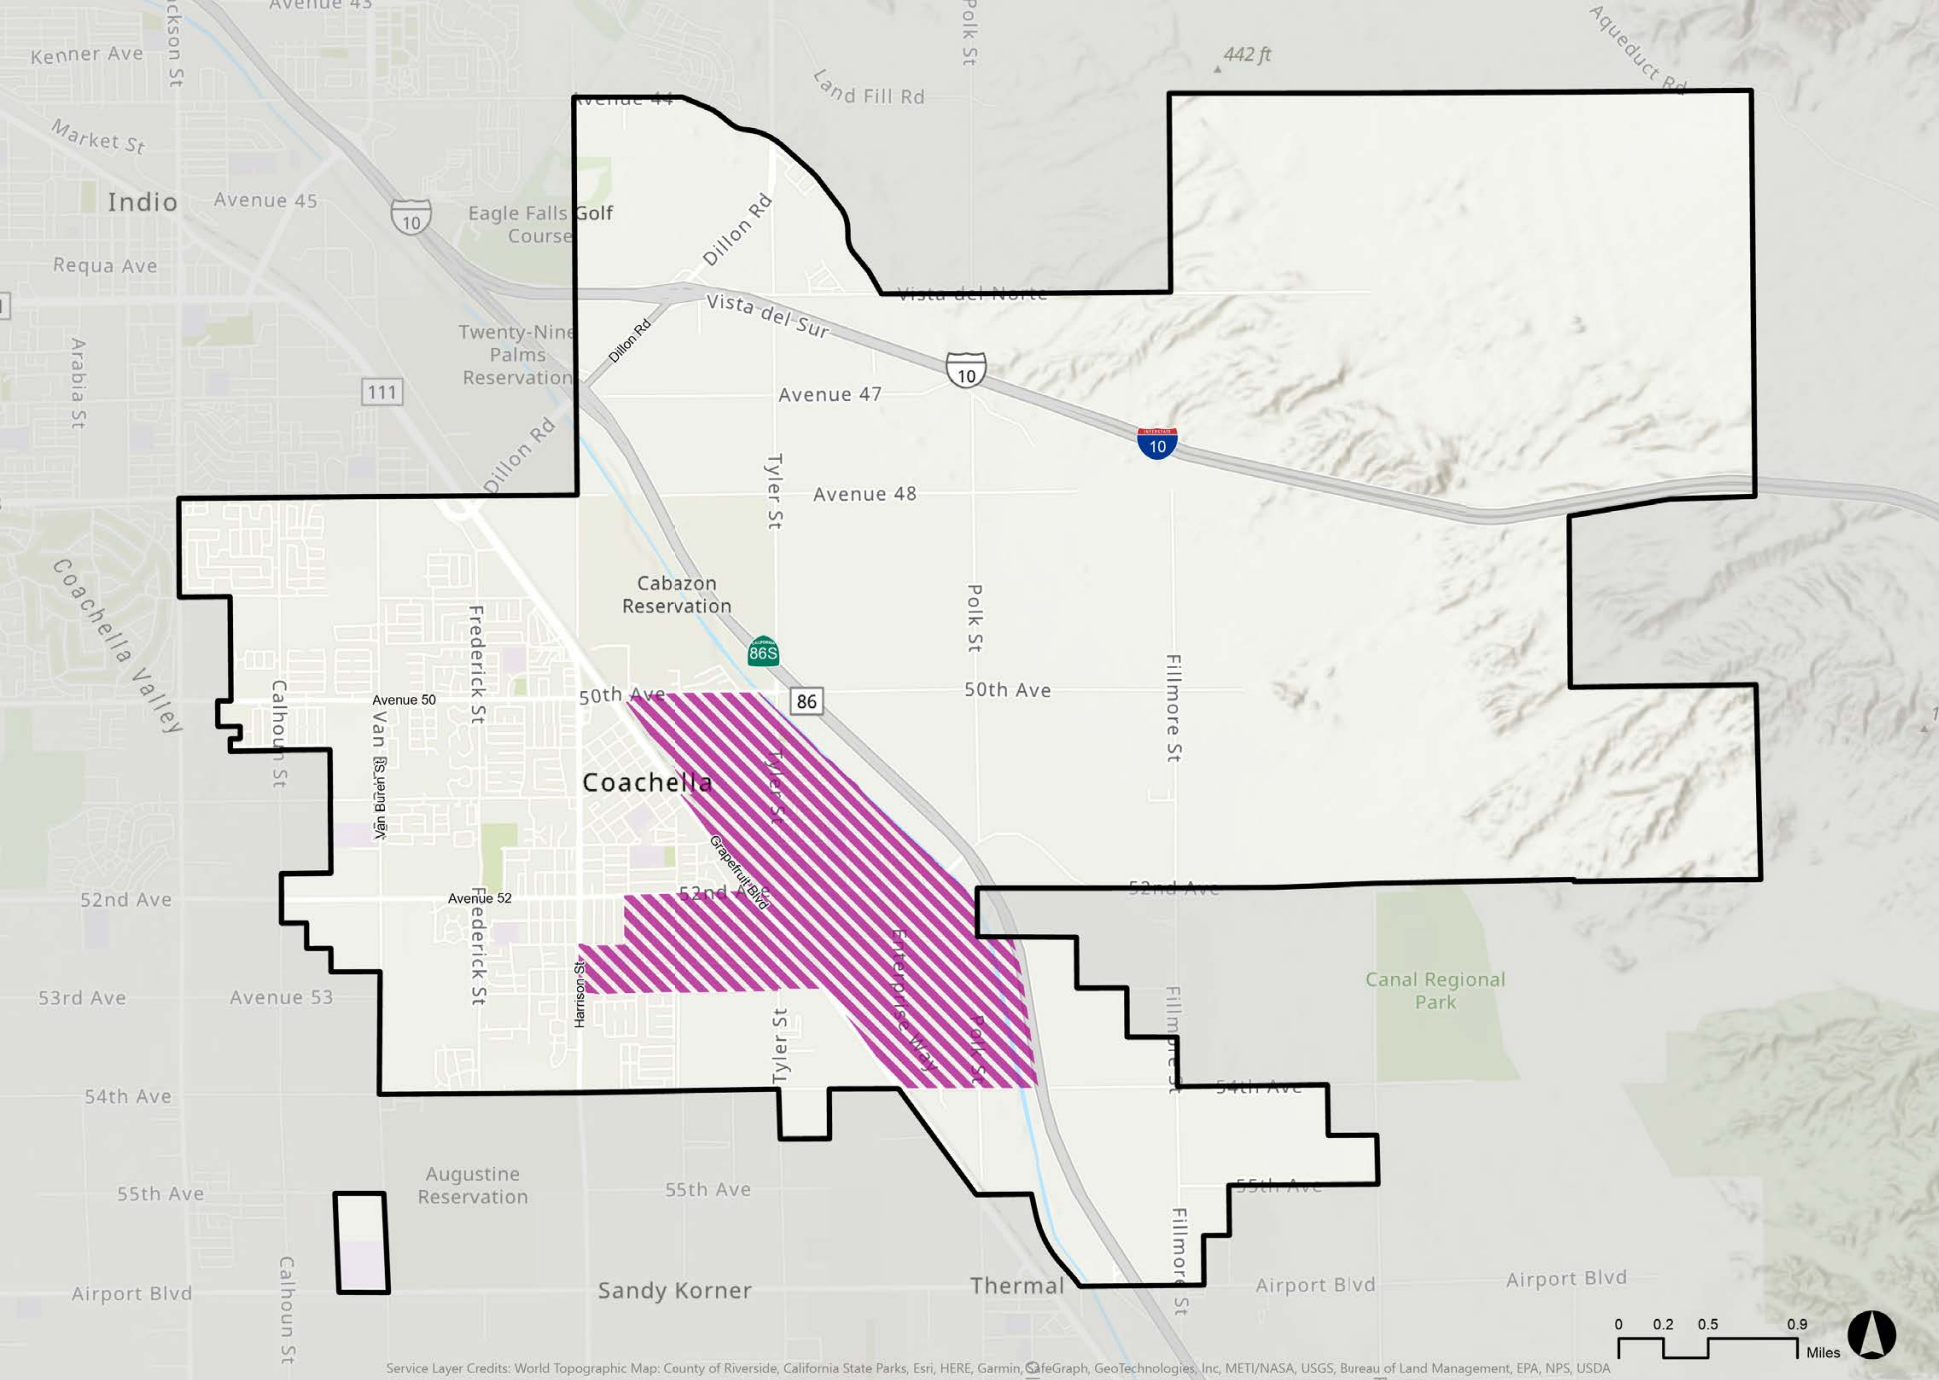 Avenue 43
ckson St
Polk St
Aqueduct Rd
Kenner Ave
442 ft
Land Fill Rd
Avenue 44
Market St
Indio
Avenue 45
10
Eagle Falls Golf
Course
Dillon Rd
Requa Ave
Vista del Norte
Vista del Sur
Twenty-Nine
Palms
Reservation
Dillon Rd
Arabia St
111
10
Avenue 47
Dillon Rd
INTERSTATE
10
Tyler St
Avenue 48
Coachella Valley
Cabazon
Reservation
Frederick St
Polk St
CALIFORNIA
86S
Fillmore St
Calhoun St
Avenue 50
50th Ave
86
50th Ave
Van
Van Buren St
Coachella
Tyler St
Grapefruit Blvd
52nd Ave
Avenue 52
52nd Ave
52nd Ave
Frederick St
Enterprise Way
Harrison St
53rd Ave
Avenue 53
Canal Regional
Park
Fillmore St
Polk St
Tyler St
54th Ave
54th Ave
Augustine
Reservation
55th Ave
55th Ave
55th Ave
Fillmore St
Calhoun St
Airport Blvd
Sandy Korner
Thermal
Airport Blvd
Airport Blvd
0 0.2 0.5 0.9
Miles
Service Layer Credits: World Topographic Map: County of Riverside, California State Parks, Esri, HERE, Garmin, SafeGraph, GeoTechnologies, Inc, METI/NASA, USGS, Bureau of Land Management, EPA, NPS, USDA